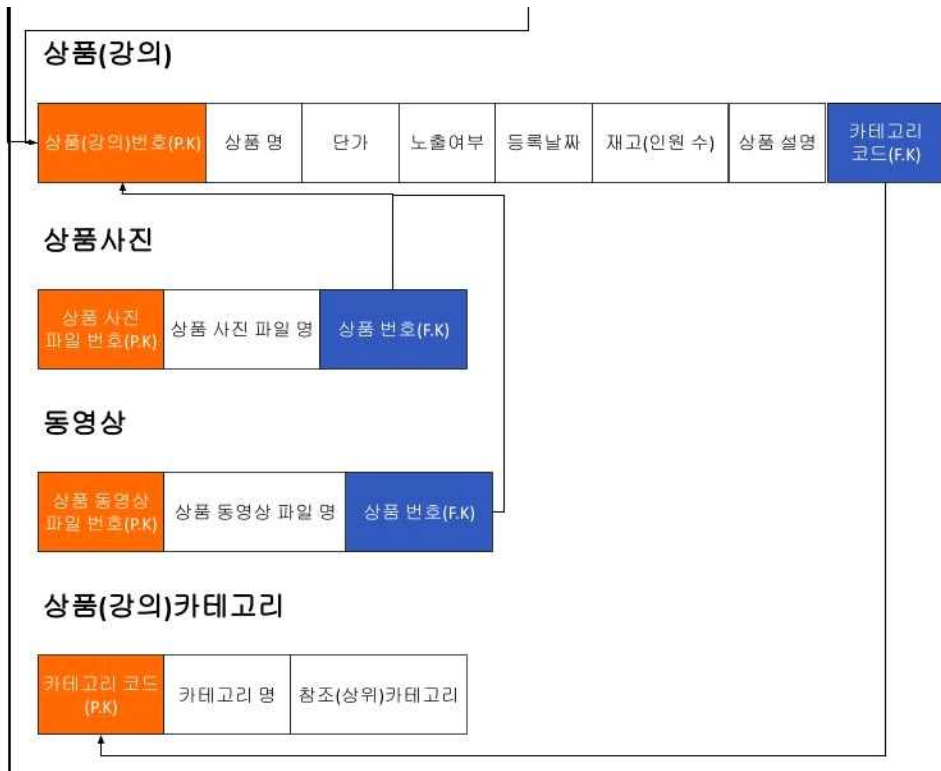 상품(강의)
상품(강의)번호(P.K) 상품 명 단가 노출여부 등록날짜 재고(인원 수) 상품 설명 카테고리
코드(F.K)
상품사진
상품 사진
파일 번호(P.K) 상품 사진 파일 명 상품 번호(F.K)
동영상
상품 동영상
파일 번호(P.K) 상품 동영상 파일 명 상품 번호(F.K)
상품(강의)카테고리
카테고리 코드
(P.K) 카테고리 명 참조(상위)카테고리